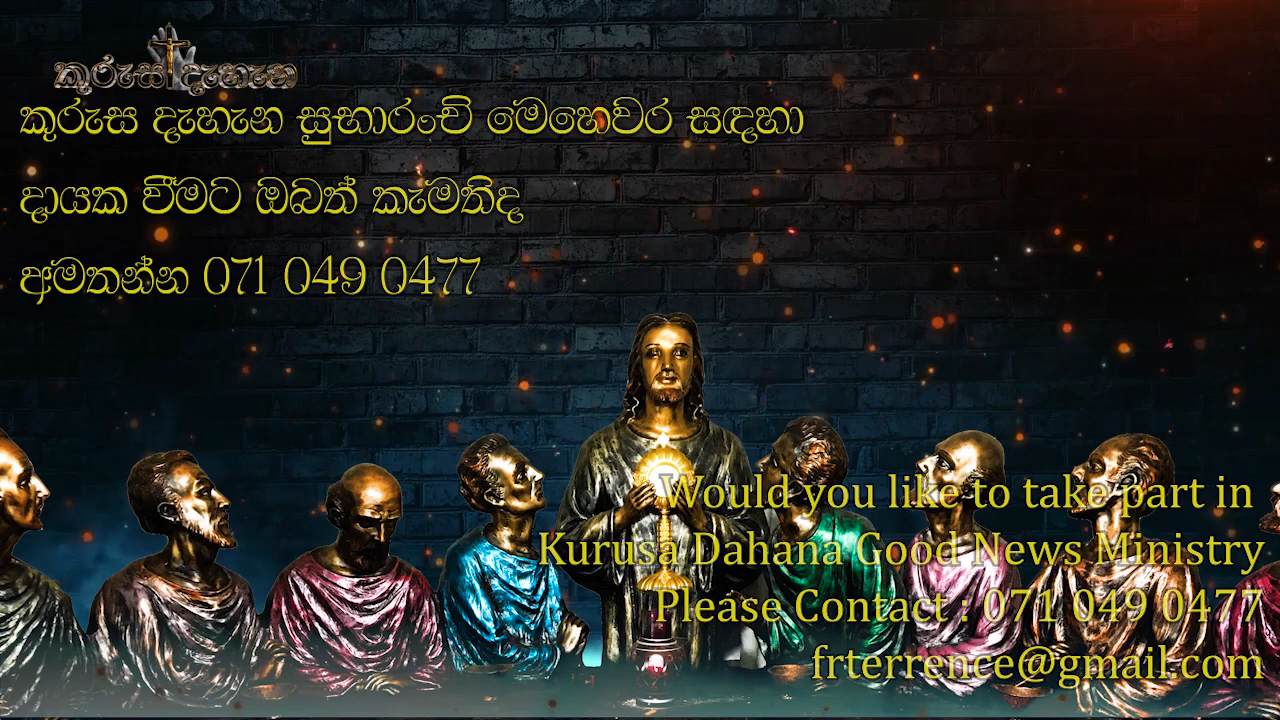 කුරුස දැහැන
කුරුස දැහැන සුභාරංචි මෙහෙවර සඳහා
දායක වීමට ඔබත් කැමතිද
අමතන්න 071 049 0477
Would you like to take part in
Kurusa Dahana Good News Ministry
Please Contact : 071 049 0477
frterrence@gmail.com